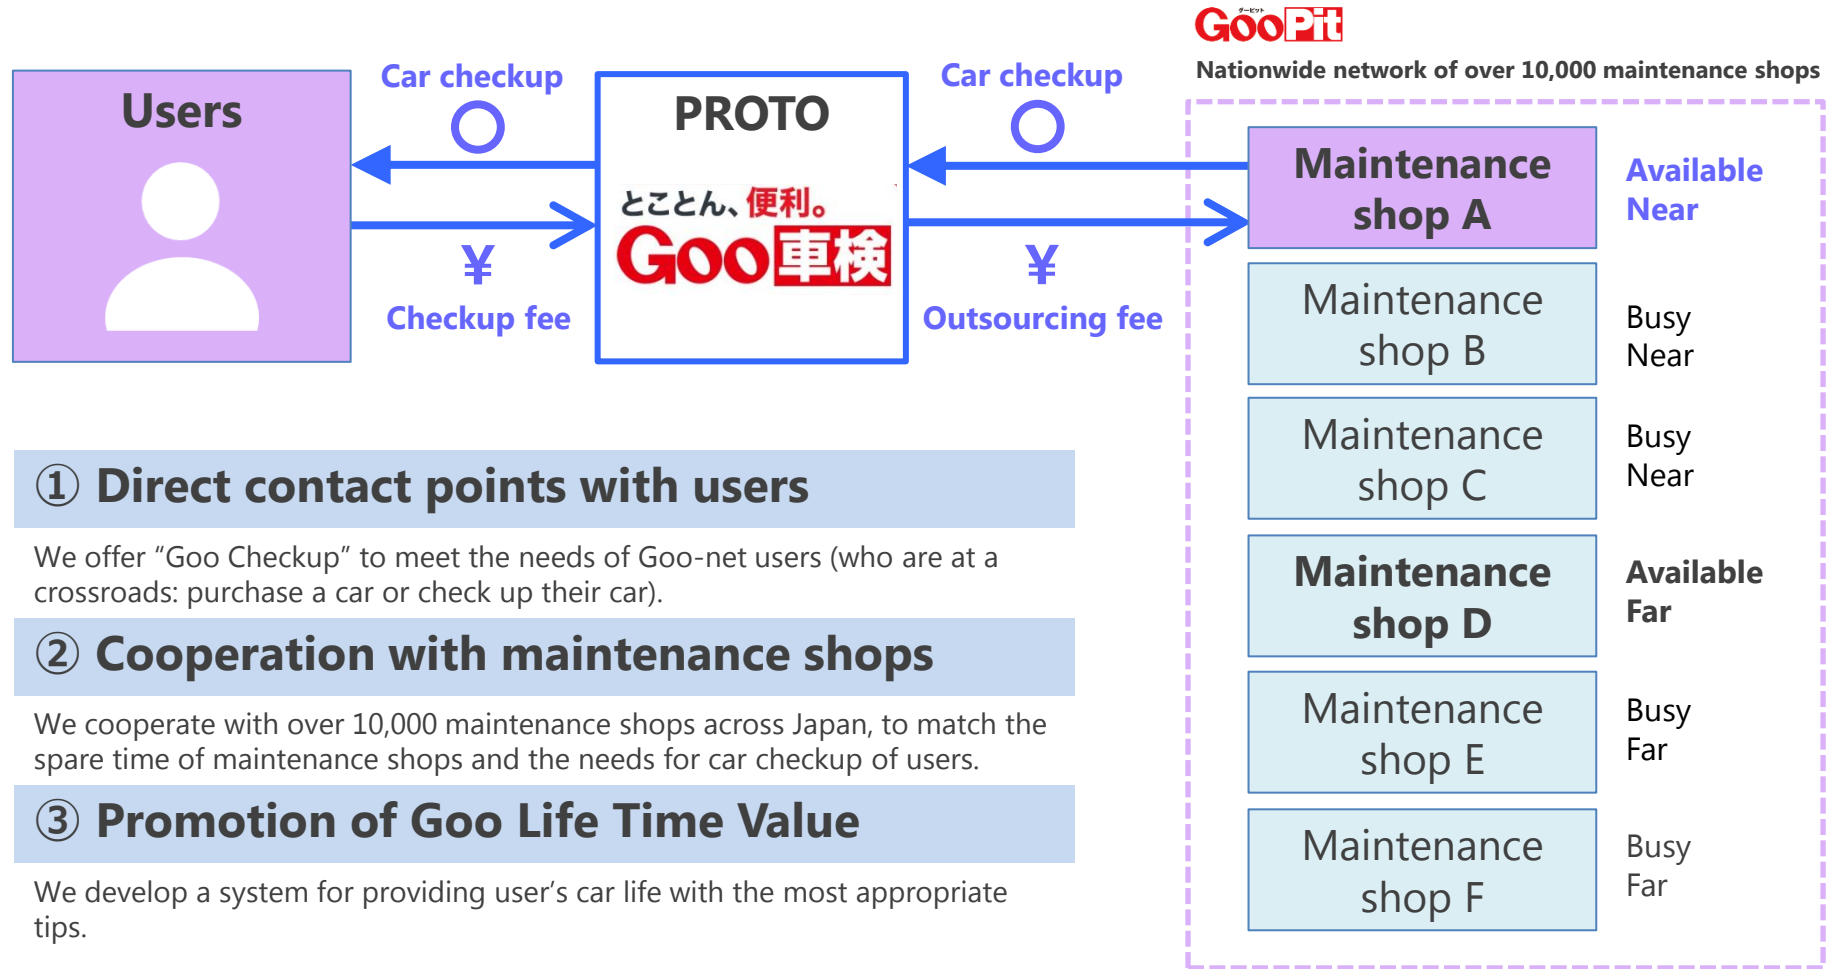 グーピット
GooPit
Nationwide network of over 10,000 maintenance shops
Users
Car checkup
¥
Checkup fee
PROTO
とことん、便利。
Goo車検
Car checkup
¥
Outsourcing fee
Maintenance
shop A
Available
Near
Maintenance
shop B
Busy
Near
Maintenance
shop C
Busy
Near
Maintenance
shop D
Available
Far
Maintenance
shop E
Busy
Far
Maintenance
shop F
Busy
Far
① Direct contact points with users
We offer “Goo Checkup” to meet the needs of Goo-net users (who are at a
crossroads: purchase a car or check up their car).
② Cooperation with maintenance shops
We cooperate with over 10,000 maintenance shops across Japan, to match the
spare time of maintenance shops and the needs for car checkup of users.
③ Promotion of Goo Life Time Value
We develop a system for providing user’s car life with the most appropriate
tips.